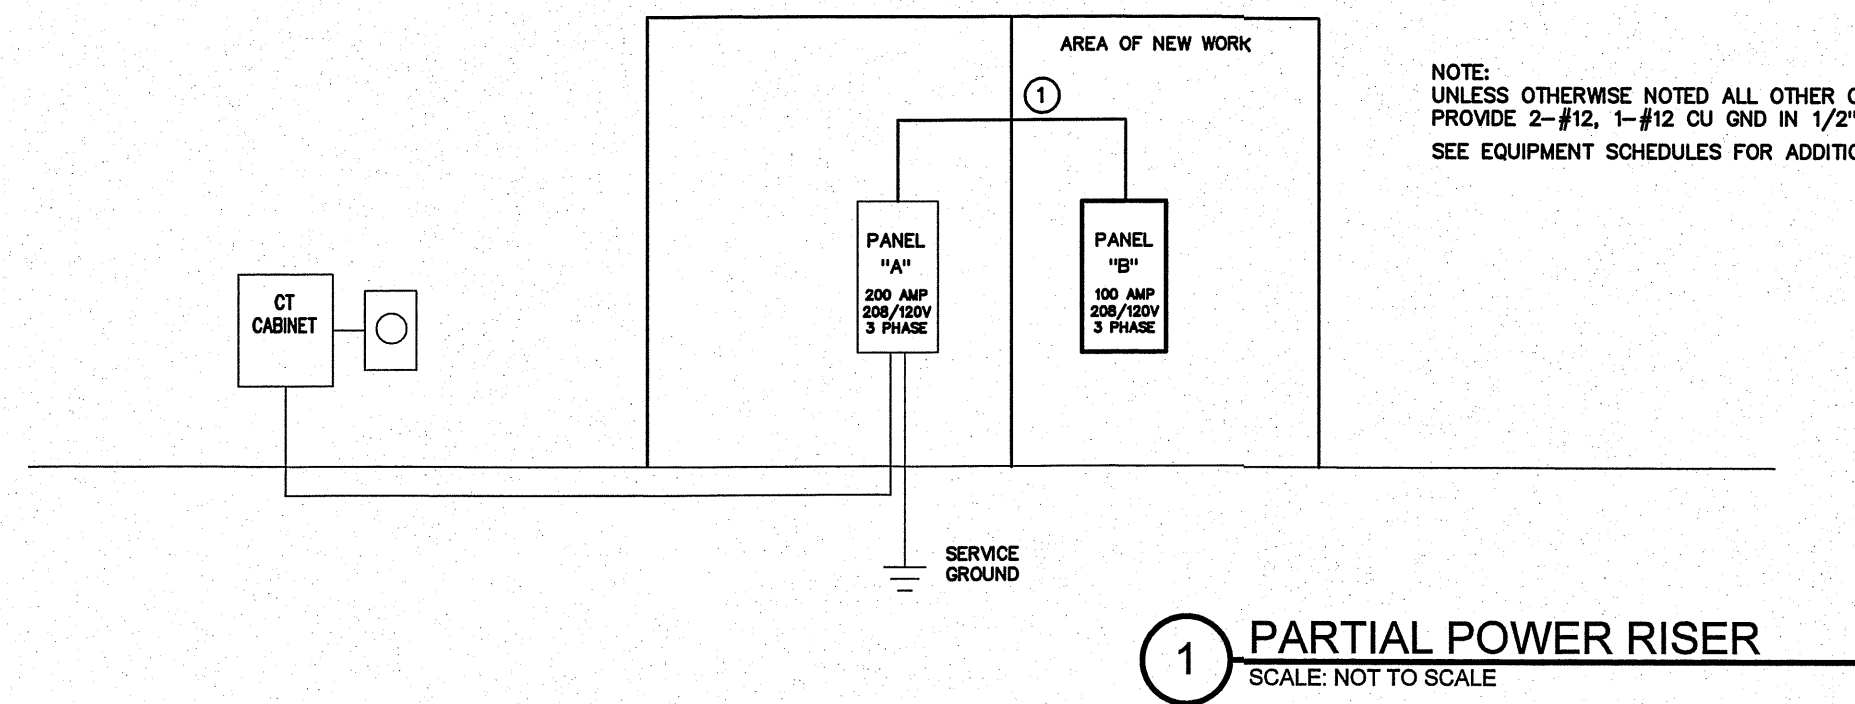 AREA OF NEW WORK
1
NOTE:
UNLESS OTHERWISE NOTED ALL OTHER
PROVIDE 2-#12, 1-#12 CU GND IN 1/2"
SEE EQUIPMENT SCHEDULES FOR
PANEL
"A"
200 AMP
208/120V
3 PHASE
PANEL
"B"
100 AMP
208/120V
3 PHASE
CT
CABINET
SERVICE
GROUND
1
PARTIAL POWER RISER
SCALE: NOT TO SCALE